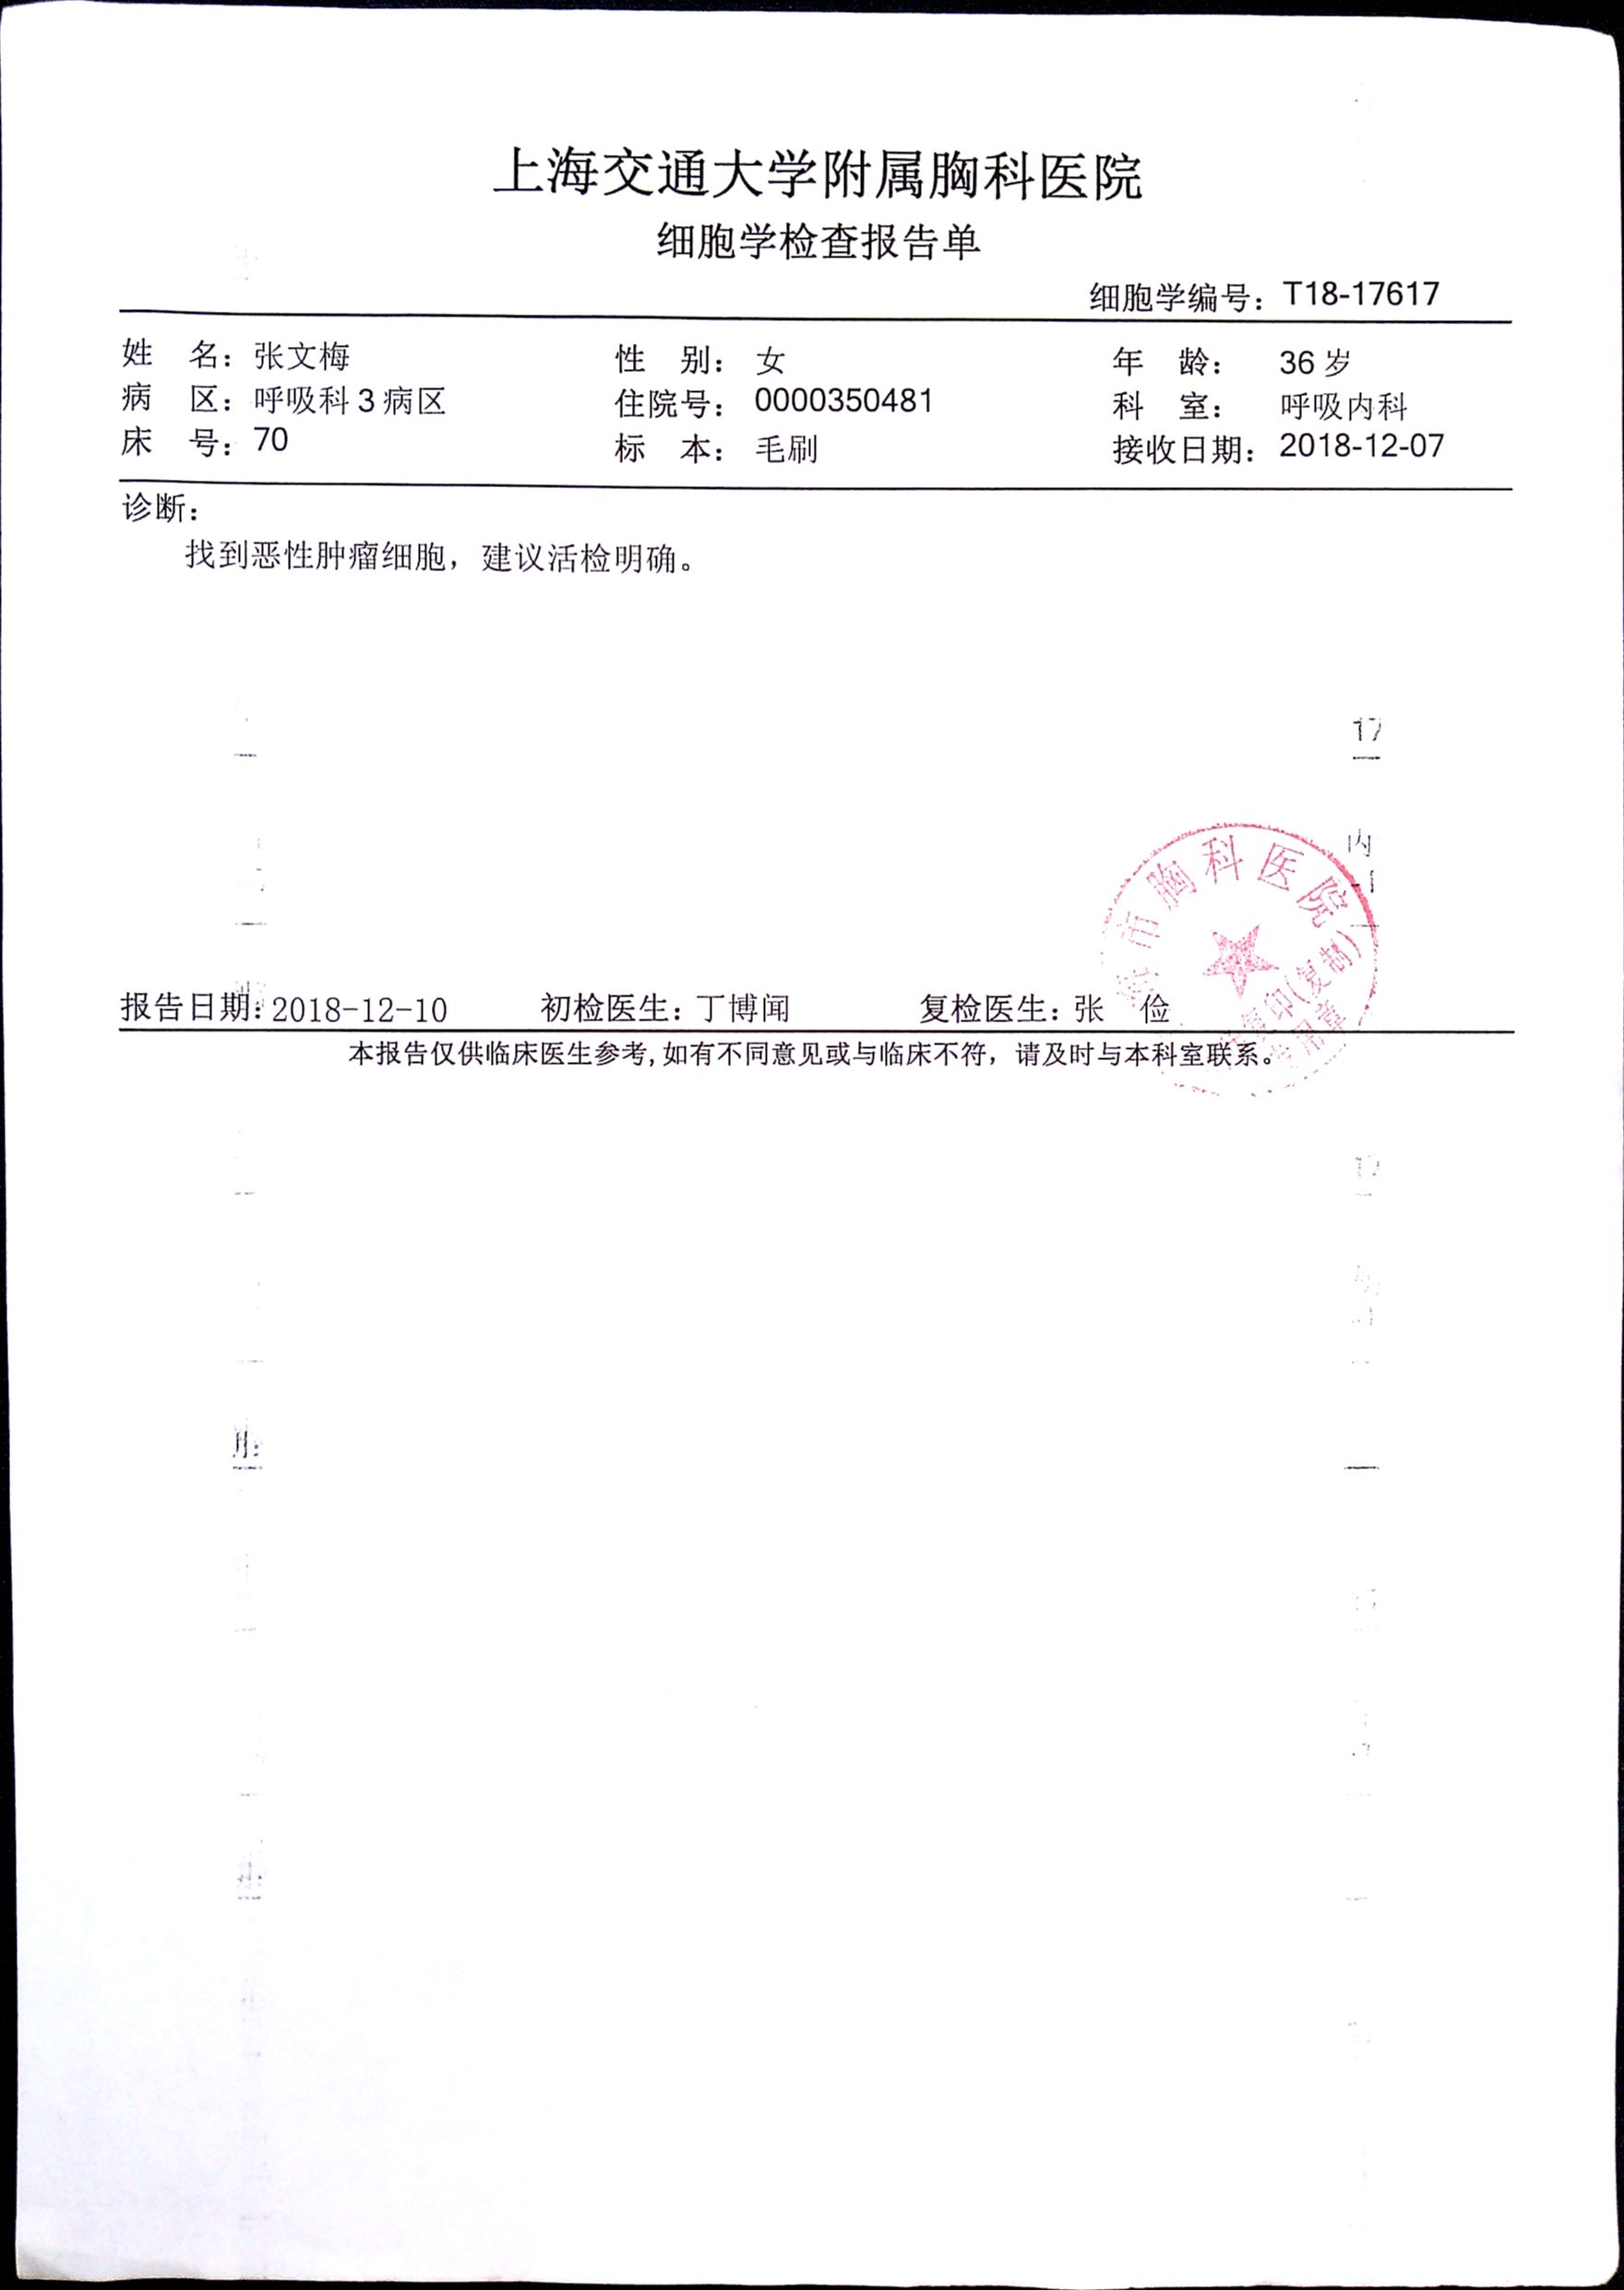 上海交通大学附属胸科医院
细胞学检查报告单
细胞学编号：T18-17617
姓 名：张文梅 性 别：女 年 龄：36岁
病 区：呼吸科3病区 住院号：0000350481 科 室：呼吸内科
床 号：70 标 本：毛刷 接收日期：2018-12-07
诊断：
找到恶性肿瘤细胞，建议活检明确。
17
内
市胸科医院
印(复制)
报告日期：2018-12-10 初检医生：丁博闻 复检医生：张 俭
本报告仅供临床医生参考,如有不同意见或与临床不符，请及时与本科室联系。